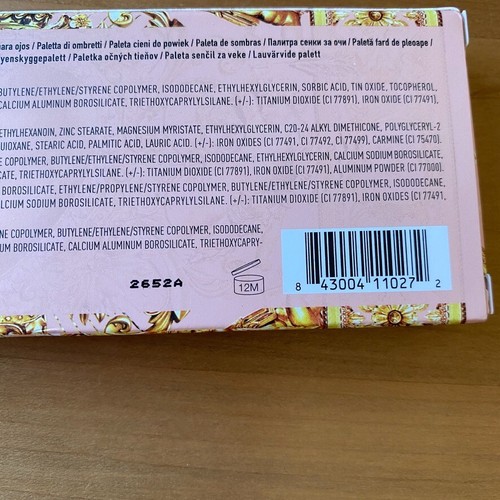 ara ojos / Paletta di ombretti / Paleta cieni do powiek / Paleta de sombras / Палитра сенки за очи / Paletă fard de pleoape /
yenskyggepalett / Paletka očných tieňov / Paleta senčil za veke / Lauvärvide palett
BUTYLENE/ETHYLENE/STYRENE COPOLYMER, ISODODECANE, ETHYLHEXYLGLYCERIN, SORBIC ACID, TIN OXIDE, TOCOPHEROL,
CALCIUM ALUMINUM BOROSILICATE, TRIETHOXYCAPRYLYLSILANE. (+/-): TITANIUM DIOXIDE (CI 77891), IRON OXIDE (CI 77491),
ETHYLHEXANOIN, ZINC STEARATE, MAGNESIUM MYRISTATE, ETHYLHEXYLGLYCERIN, C20-24 ALKYL DIMETHICONE, POLYGLYCERYL-2
QUIOXANE, STEARIC ACID, PALMITIC ACID, LAURIC ACID. (+/-): IRON OXIDES (CI 77491, CI 77492, CI 77499), CARMINE (CI 75470).
NE COPOLYMER, BUTYLENE/ETHYLENE/STYRENE COPOLYMER, ISODODECANE, ETHYLHEXYLGLYCERIN, CALCIUM SODIUM BOROSILICATE,
CATE, TRIETHOXYCAPRYLYLSILANE. (+/-): TITANIUM DIOXIDE (CI 77891), IRON OXIDE (CI 77491), ALUMINUM POWDER (CI 77000).
BOROSILICATE, ETHYLENE/PROPYLENE/STYRENE COPOLYMER, BUTYLENE/ETHYLENE/STYRENE COPOLYMER, ISODODECANE,
ALCIUM SODIUM BOROSILICATE, TRIETHOXYCAPRYLYLSILANE. (+/-): TITANIUM DIOXIDE (CI 77891), IRON OXIDES (CI 77491,
NE COPOLYMER, BUTYLENE/ETHYLENE/STYRENE COPOLYMER, ISODODECANE,
UM BOROSILICATE, CALCIUM ALUMINUM BOROSILICATE, TRIETHOXYCAPRY-
2652A
12M
8 43004 11027 2